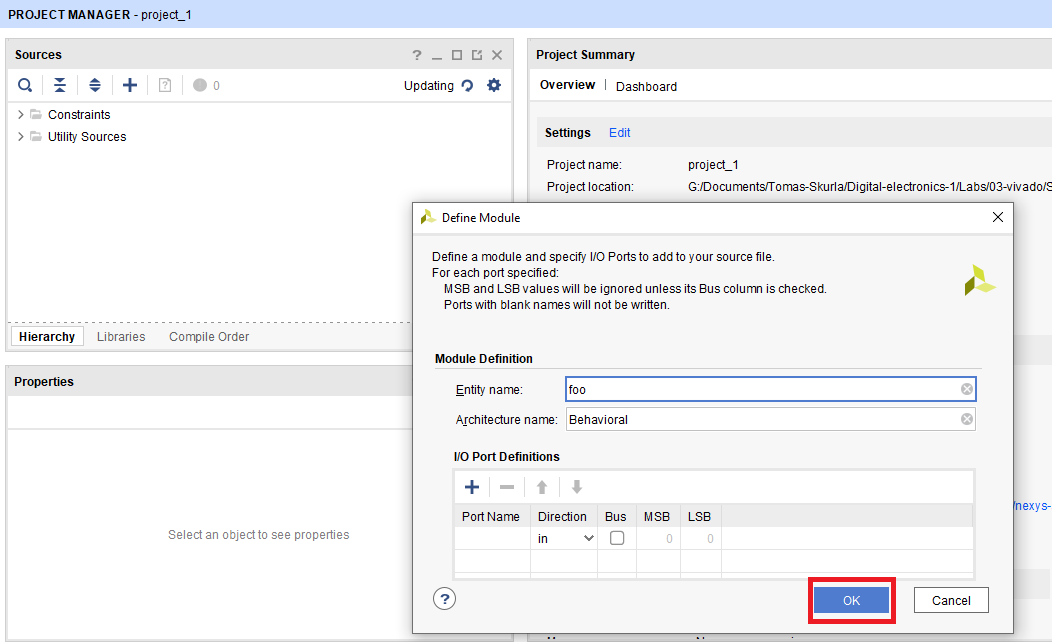 PROJECT MANAGER - project_1
Sources
? 
0
Updating
Constraints
Utility Sources
Hierarchy
Libraries
Compile Order
Properties
Select an object to see properties
Project Summary
Overview
Dashboard
Settings
Edit
Project name:
project_1
Project location:
G:/Documents/Tomas-Skurla/Digital-electronics-1/Labs/03-vivado/S
/nexys-
Define Module
Define a module and specify I/O Ports to add to your source file.
For each port specified:
MSB and LSB values will be ignored unless its Bus column is checked.
Ports with blank names will not be written.
Module Definition
Entity name:
foo
Architecture name:
Behavioral
I/O Port Definitions
Port Name Direction Bus MSB LSB
in 0 0
?
OK
Cancel